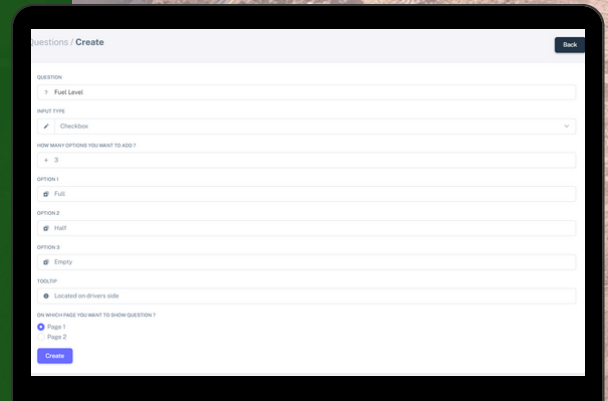 Questions / Create
Back
QUESTION
? Fuel Level
INPUT TYPE
Checkbox
HOW MANY OPTIONS YOU WANT TO ADD ?
+ 3
OPTION 1
Full
OPTION 2
Half
OPTION 3
Empty
TOOLTIP
Located on drivers side
ON WHICH PAGE YOU WANT TO SHOW QUESTION ?
Page 1
Page 2
Create